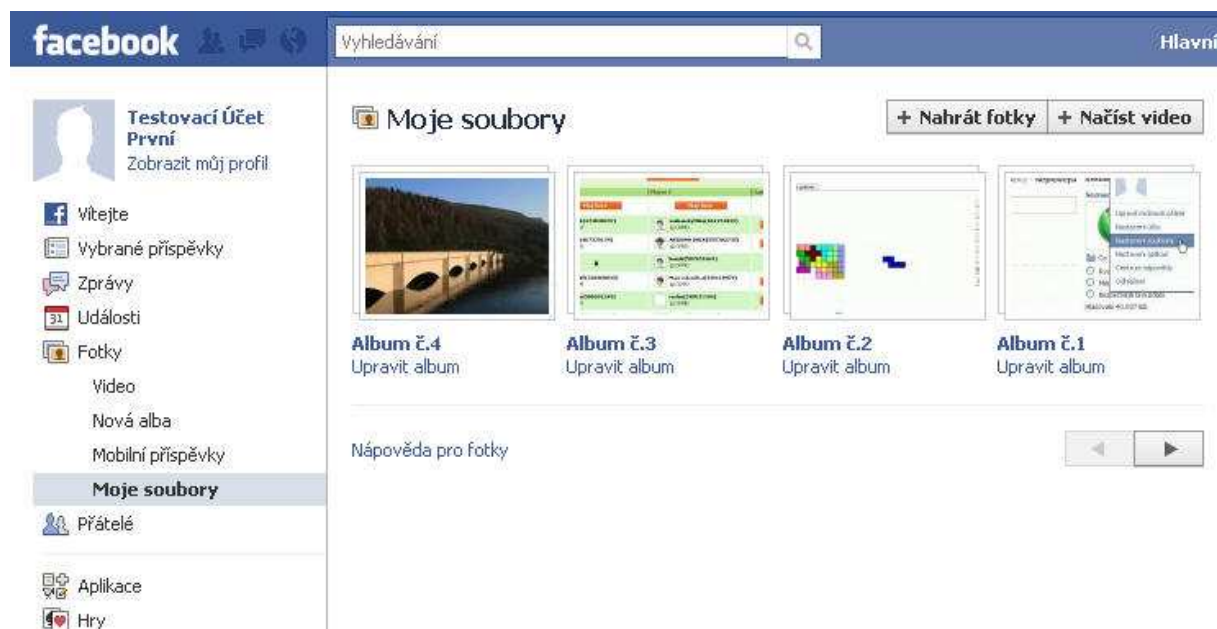 facebook
Vyhledávání
Hlavní
Testovací Účet
První
Zobrazit můj profil
Vítejte
Vybrané příspěvky
Zprávy
31
Události
Fotky
Video
Nová alba
Mobilní příspěvky
Moje soubory
Přátelé
Aplikace
Hry
Moje soubory
+ Nahrát fotky
+ Načíst video
Album č.4
Upravit album
Album č.3
Upravit album
Album č.2
Upravit album
Album č.1
Upravit album
Nápověda pro fotky